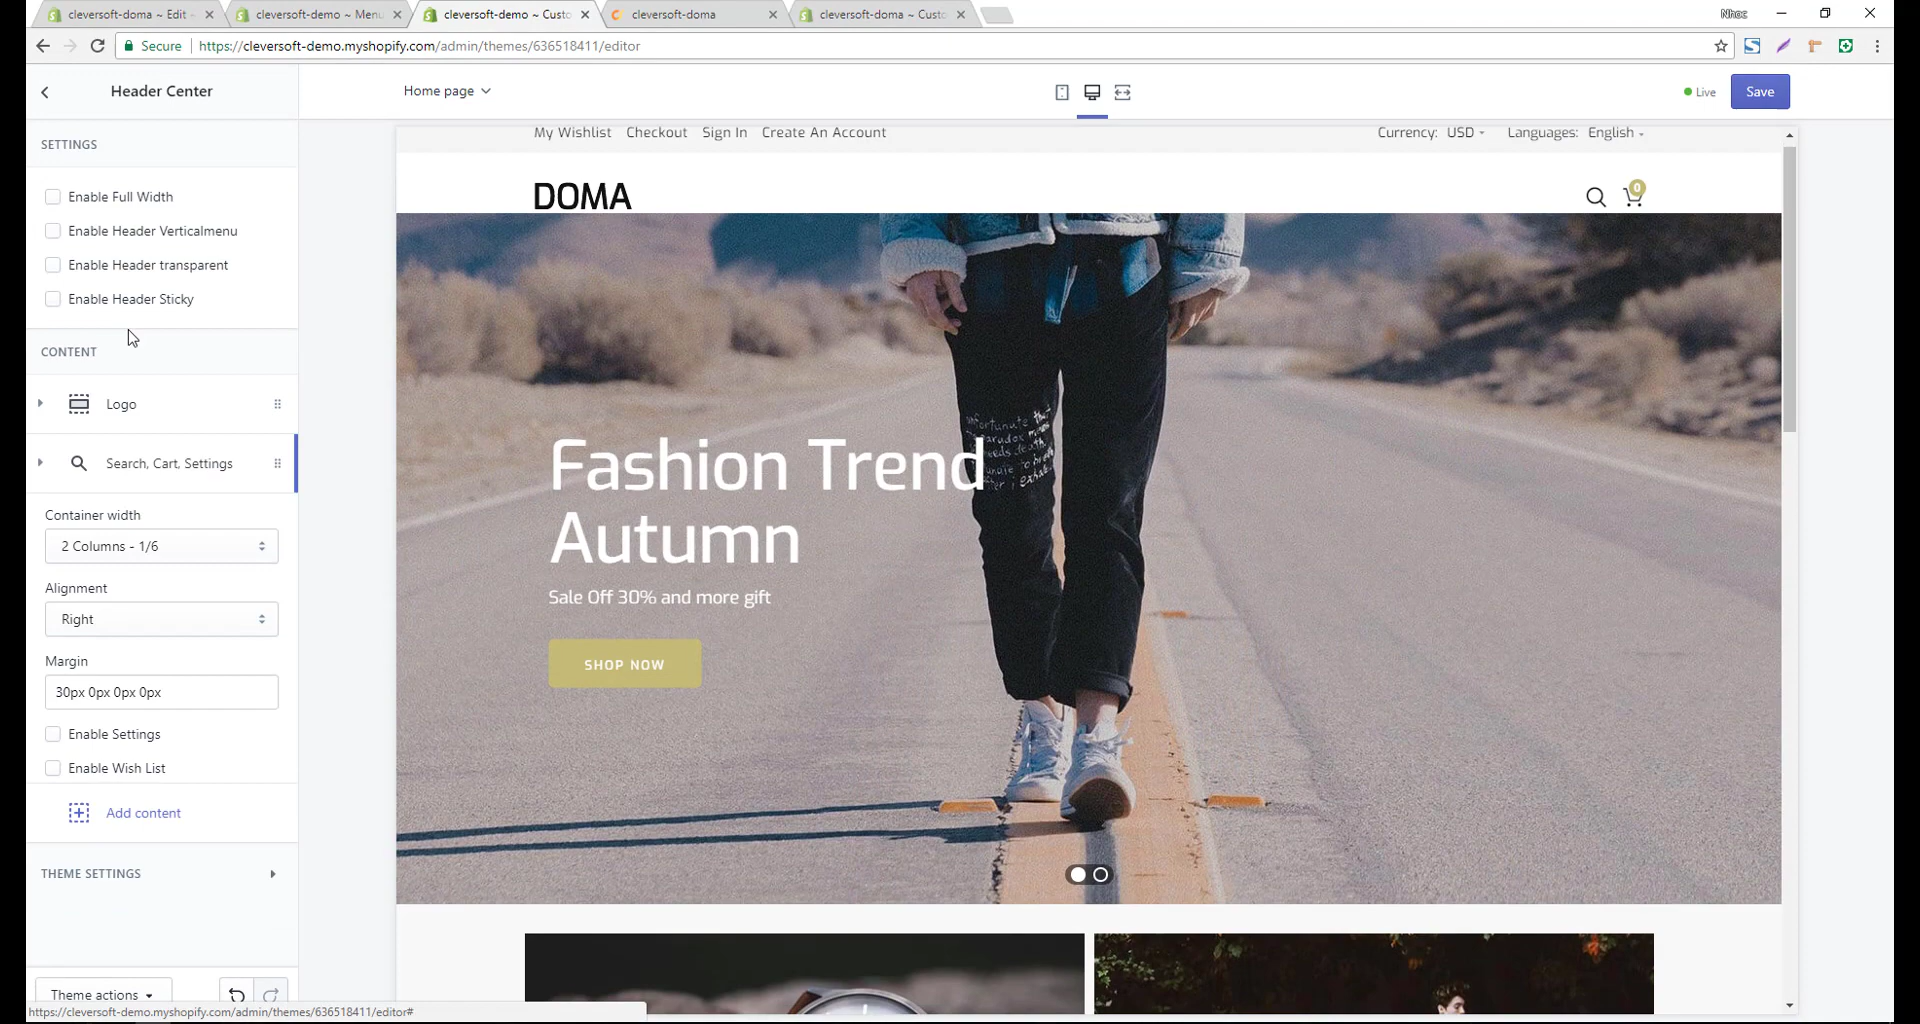 cleversoft-doma ~ Edit -
cleversoft-demo ~ Menu
cleversoft-demo ~ Custo
cleversoft-doma
cleversoft-doma ~ Custo
Nhoc
Secure
https://cleversoft-demo.myshopify.com/admin/themes/636518411/editor
Header Center
Home page
Live
Save
SETTINGS
Enable Full Width
Enable Header Verticalmenu
Enable Header transparent
Enable Header Sticky
CONTENT
Logo
Search, Cart, Settings
Container width
2 Columns - 1/6
Alignment
Right
Margin
30px 0px 0px 0px
Enable Settings
Enable Wish List
Add content
THEME SETTINGS
Theme actions
https://cleversoft-demo.myshopify.com/admin/themes/636518411/editor#
My Wishlist Checkout Sign In Create An Account
Currency: USD
Languages: English
DOMA
0
Fashion Trend
Autumn
Sale Off 30% and more gift
SHOP NOW